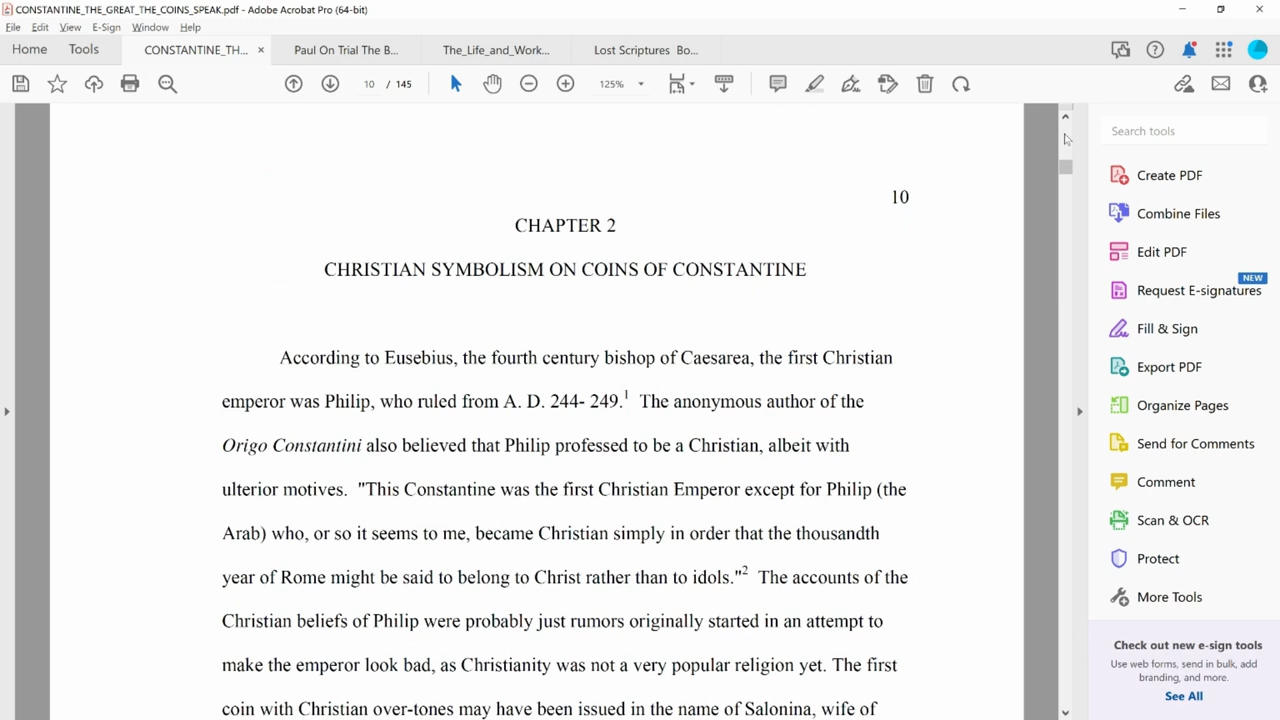 CONSTANTINE_THE_GREAT_THE_COINS_SPEAK.pdf - Adobe Acrobat Pro (64-bit)
File Edit View E-Sign Window Help
Home Tools CONSTANTINE_TH... × Paul On Trial The B... The_Life_and_Work... Lost Scriptures Bo...
10 / 145 125%
Search tools
Create PDF
Combine Files
Edit PDF
NEW
Request E-signatures
Fill & Sign
Export PDF
Organize Pages
Send for Comments
Comment
Scan & OCR
Protect
More Tools
Check out new e-sign tools
Use web forms, send in bulk, add
branding, and more.
See All
10
CHAPTER 2
CHRISTIAN SYMBOLISM ON COINS OF CONSTANTINE
According to Eusebius, the fourth century bishop of Caesarea, the first Christian
emperor was Philip, who ruled from A. D. 244- 249.1 The anonymous author of the
Origo Constantini also believed that Philip professed to be a Christian, albeit with
ulterior motives. "This Constantine was the first Christian Emperor except for Philip (the
Arab) who, or so it seems to me, became Christian simply in order that the thousandth
year of Rome might be said to belong to Christ rather than to idols."2 The accounts of the
Christian beliefs of Philip were probably just rumors originally started in an attempt to
make the emperor look bad, as Christianity was not a very popular religion yet. The first
coin with Christian over-tones may have been issued in the name of Salonina, wife of